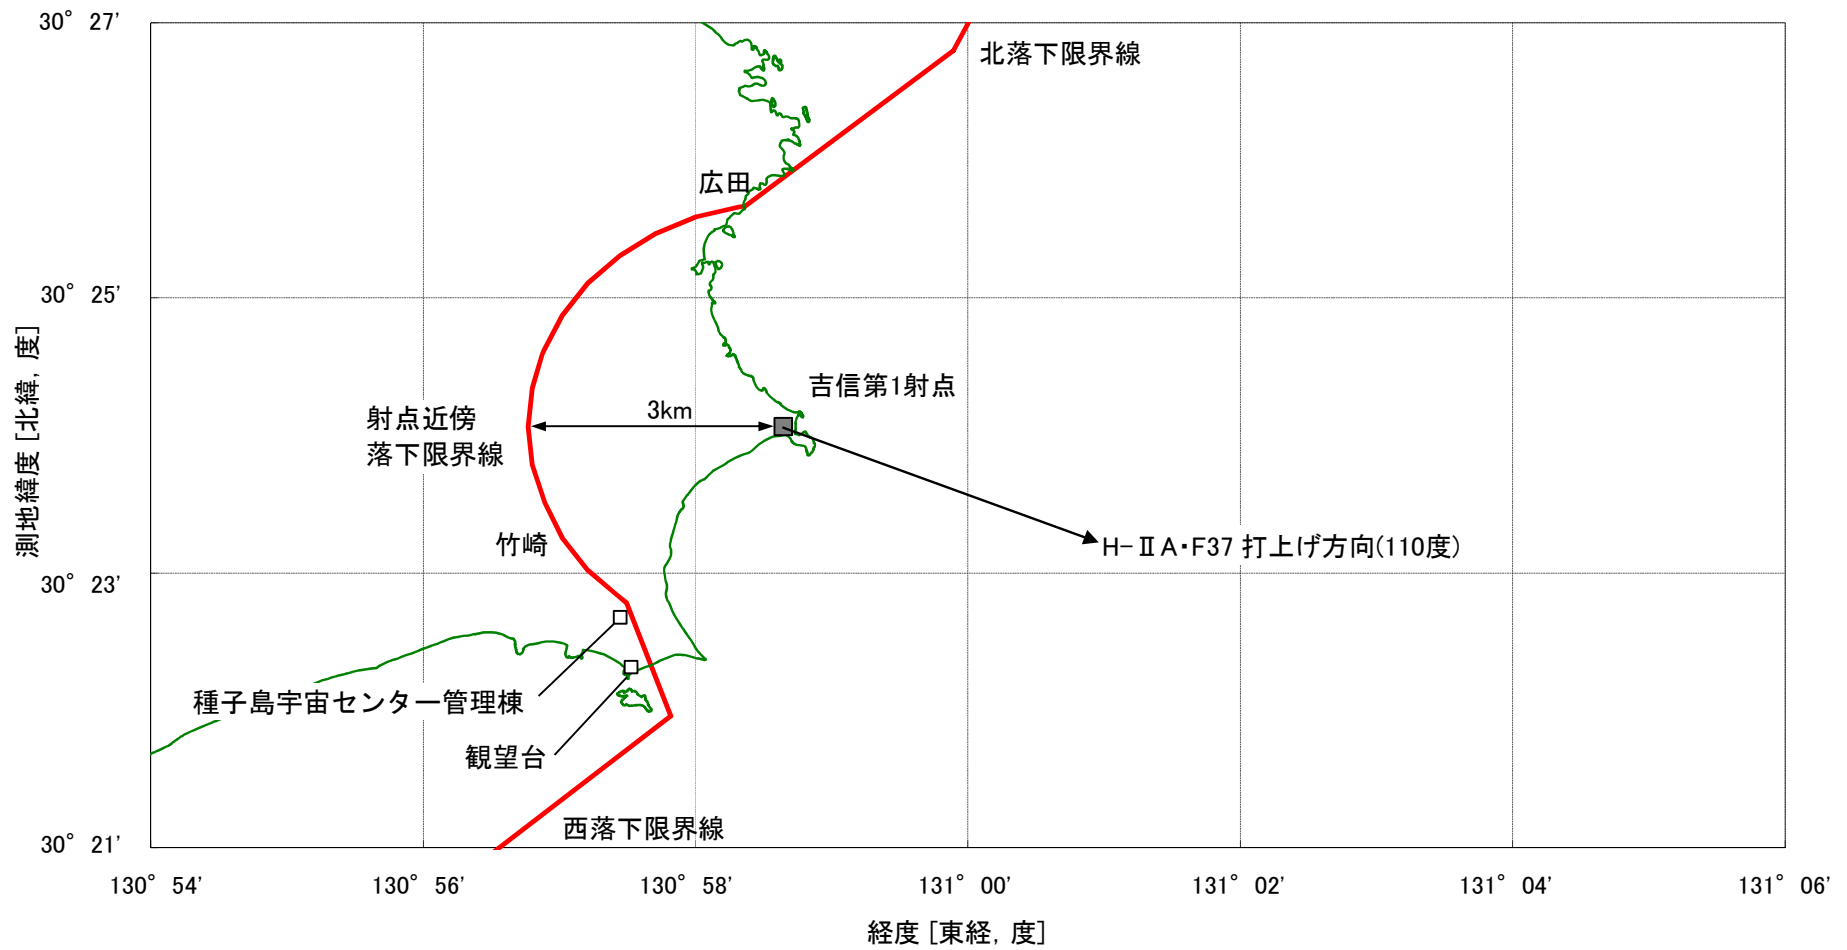 30° 27'
北落下限界線
広田
30° 25'
吉信第1射点
3km
射点近傍
落下限界線
測地緯度 [北緯, 度]
竹崎
H-ⅡA・F37 打上げ方向(110度)
30° 23'
種子島宇宙センター管理棟
観望台
西落下限界線
30° 21'
130° 54' 130° 56' 130° 58' 131° 00' 131° 02' 131° 04' 131° 06'
経度 [東経, 度]